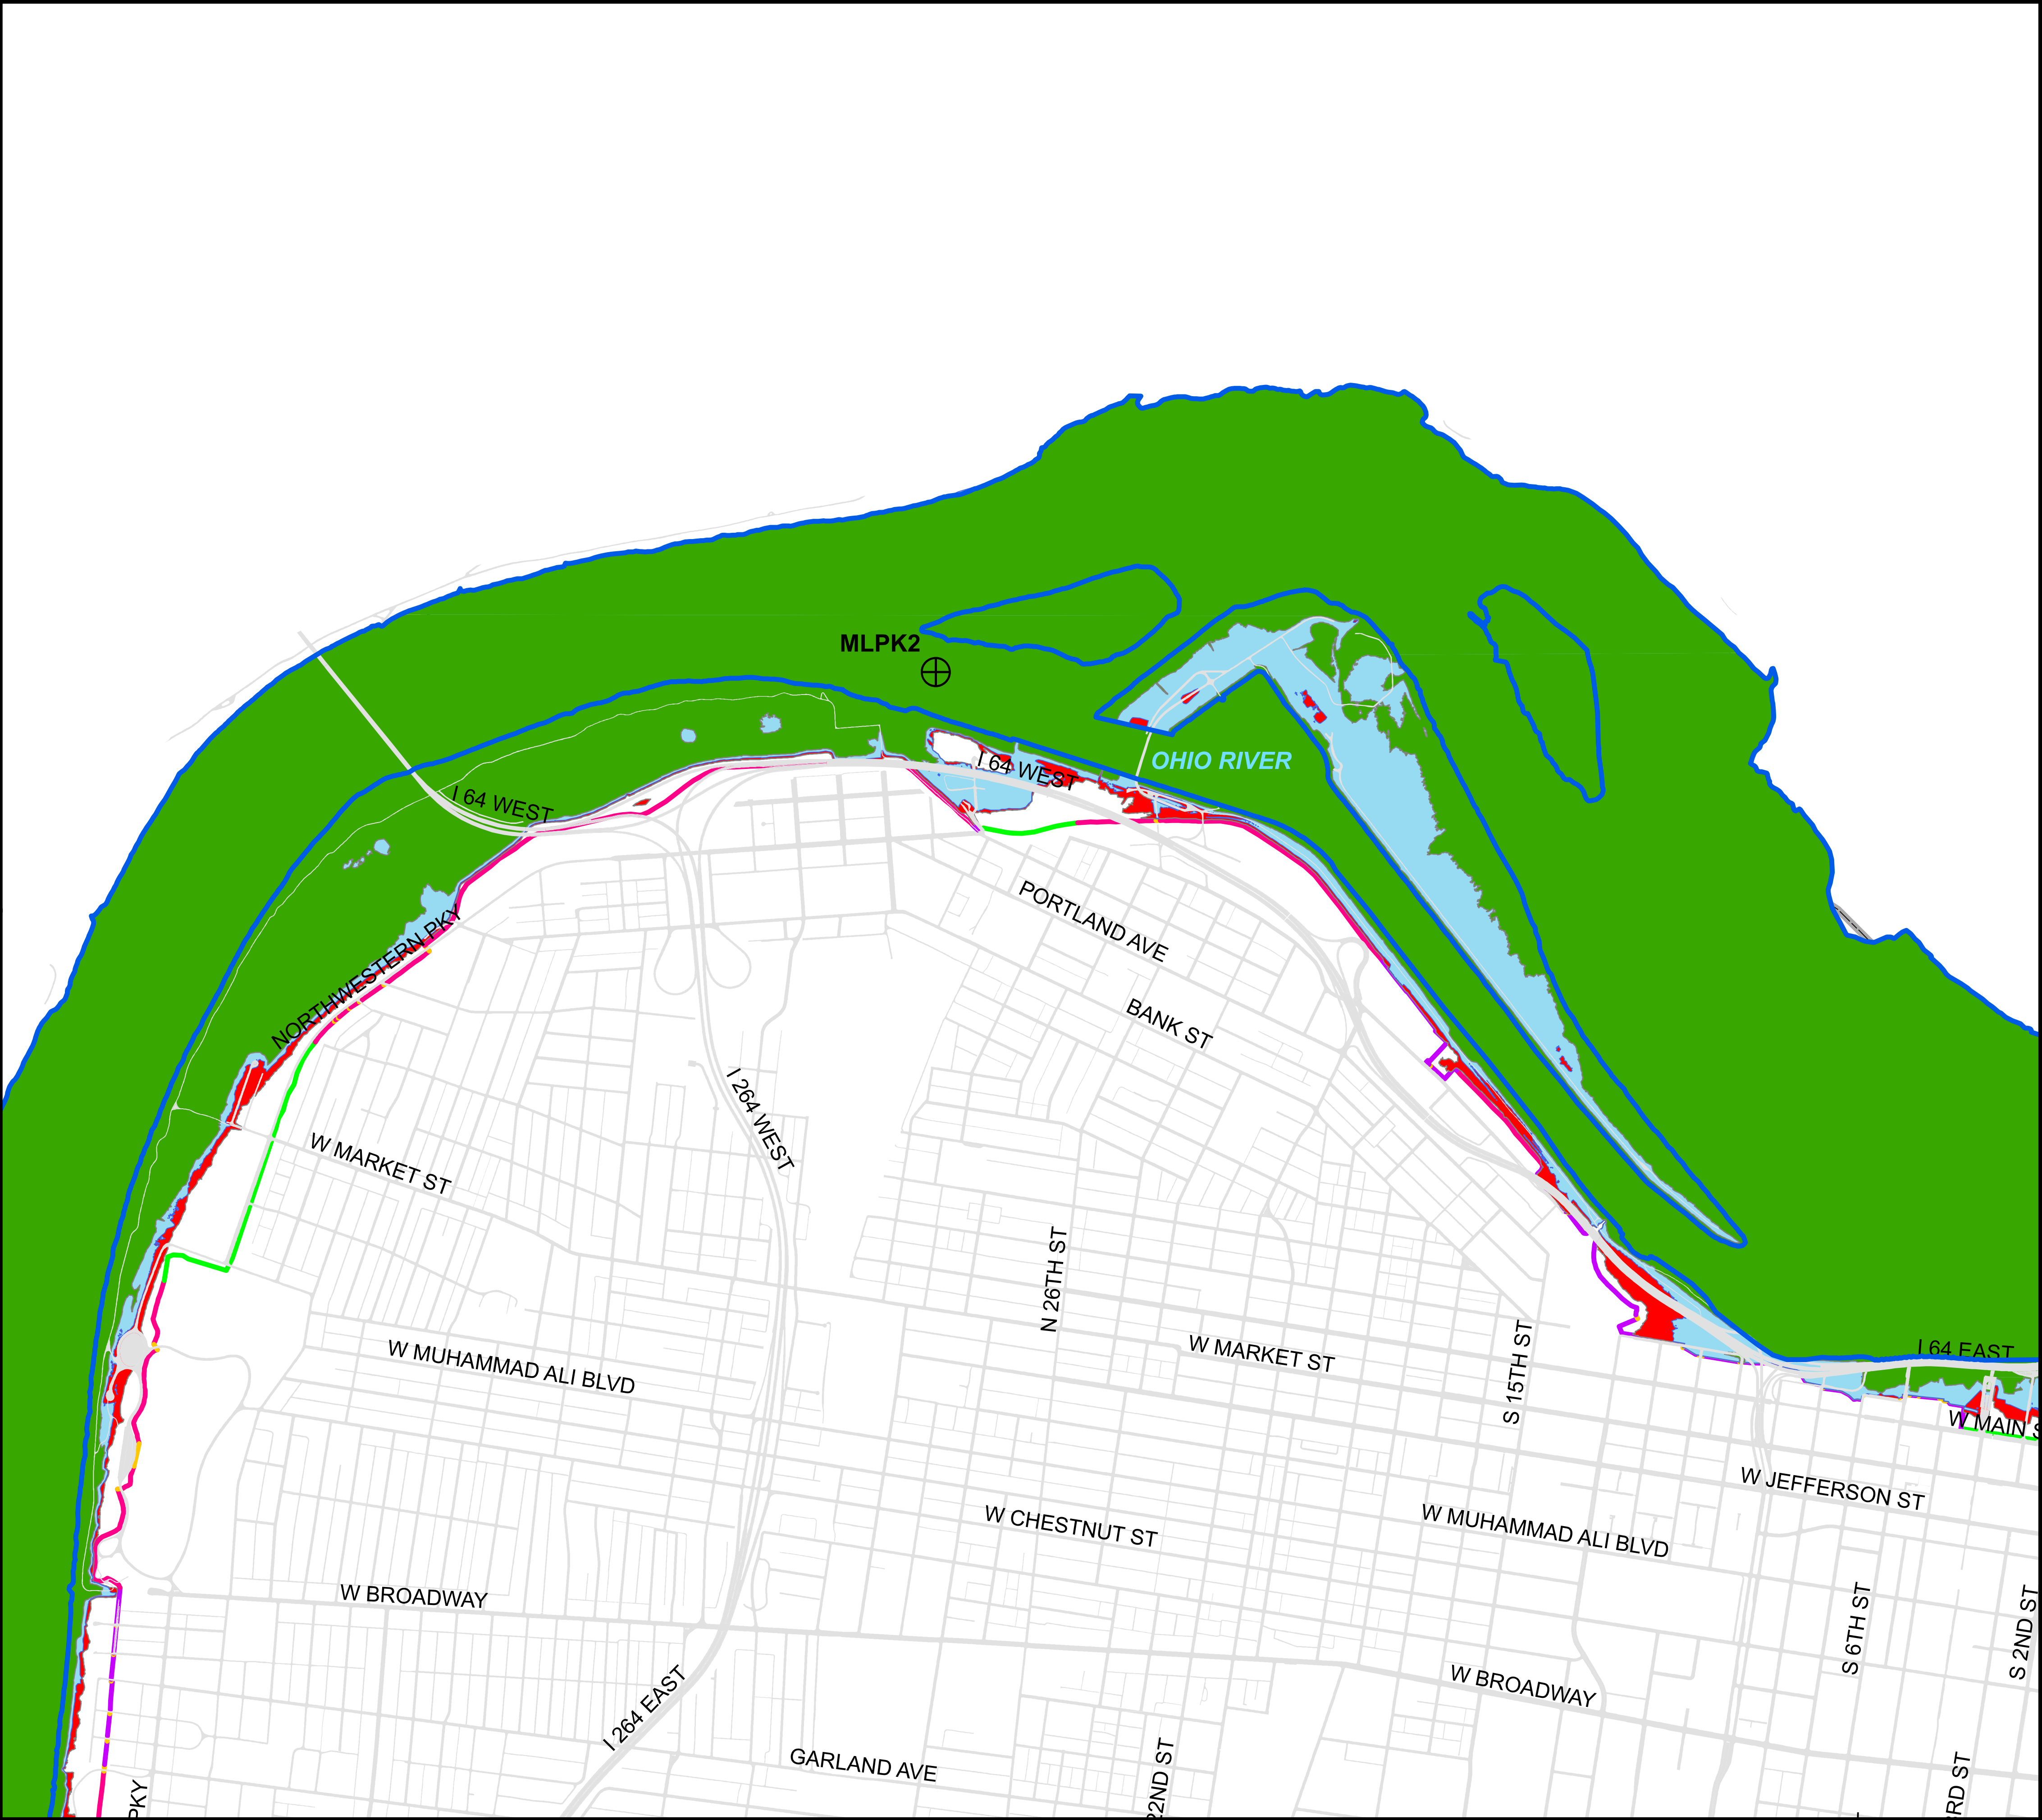 MLPK2
OHIO RIVER
I 64 WEST
I 64 WEST
PORTLAND AVE
NORTHWESTERN PKY
BANK ST
I 264 WEST
W MARKET ST
N 26TH ST
W MUHAMMAD ALI BLVD
W MARKET ST
S 15TH ST
I 64 EAST
W MAIN S
W JEFFERSON ST
W CHESTNUT ST
W MUHAMMAD ALI BLVD
W BROADWAY
S 6TH ST
S 2ND ST
W BROADWAY
I 264 EAST
GARLAND AVE
22ND ST
PKY
RD ST